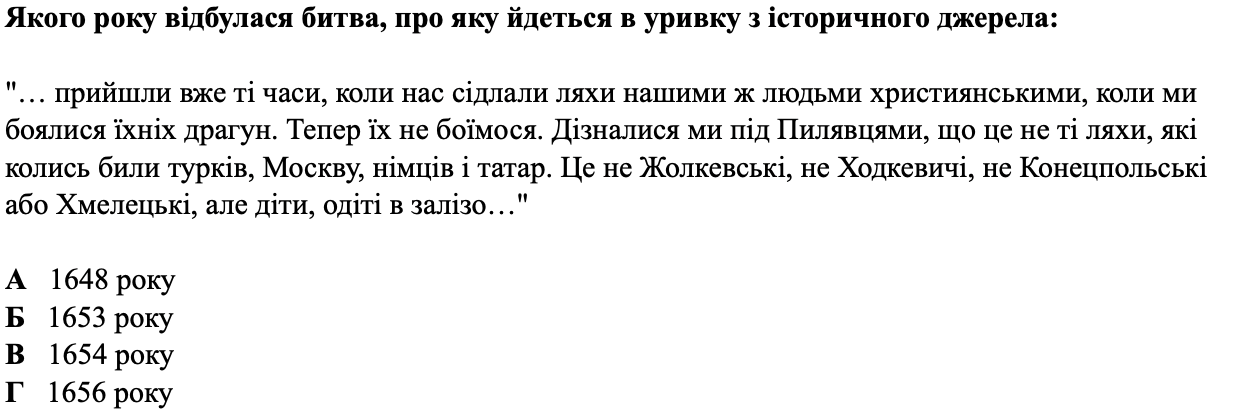 Якого року відбулася битва, про яку йдеться в уривку з історичного джерела:
"… прийшли вже ті часи, коли нас сідлали ляхи нашими ж людьми християнськими, коли ми
боялися їхніх драгун. Тепер їх не боїмося. Дізналися ми під Пилявцями, що це не ті ляхи, які
колись били турків, Москву, німців і татар. Це не Жолкевські, не Ходкевичі, не Конецпольські
або Хмелецькі, але діти, одіті в залізо…"
А 1648 року
Б 1653 року
В 1654 року
Г 1656 року